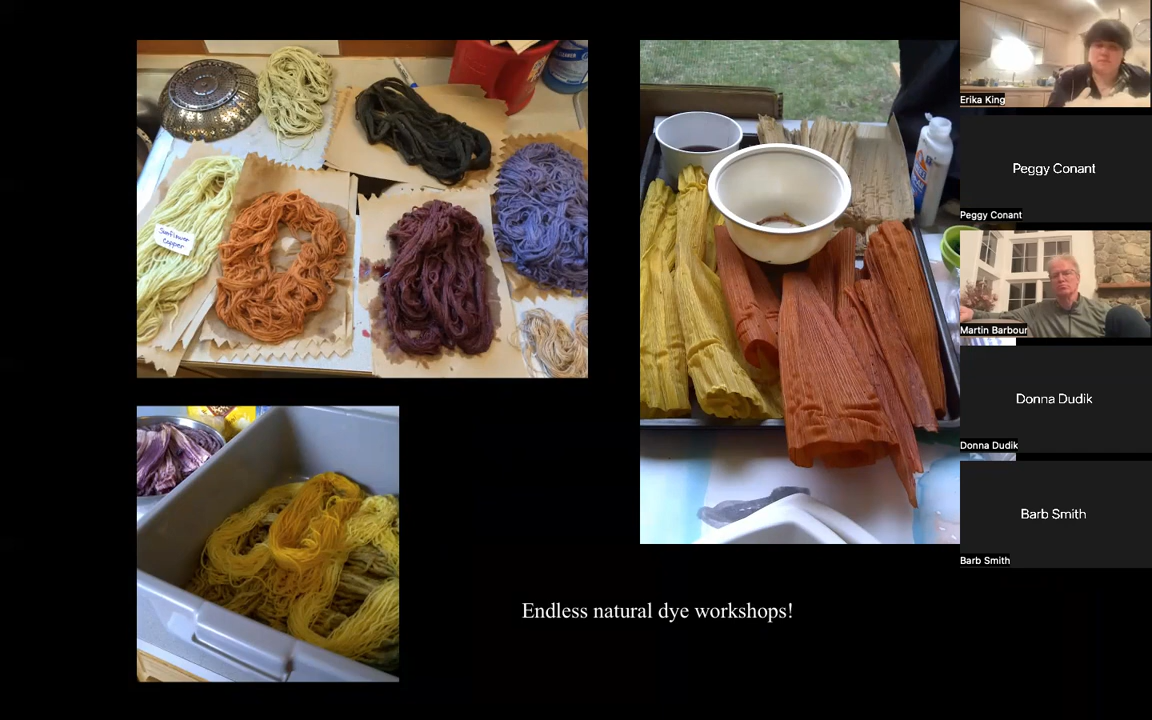 Sunflower
Copper
Endless natural dye workshops!
Erika King
Peggy Conant
Peggy Conant
Martin Barbour
Donna Dudik
Donna Dudik
Barb Smith
Barb Smith